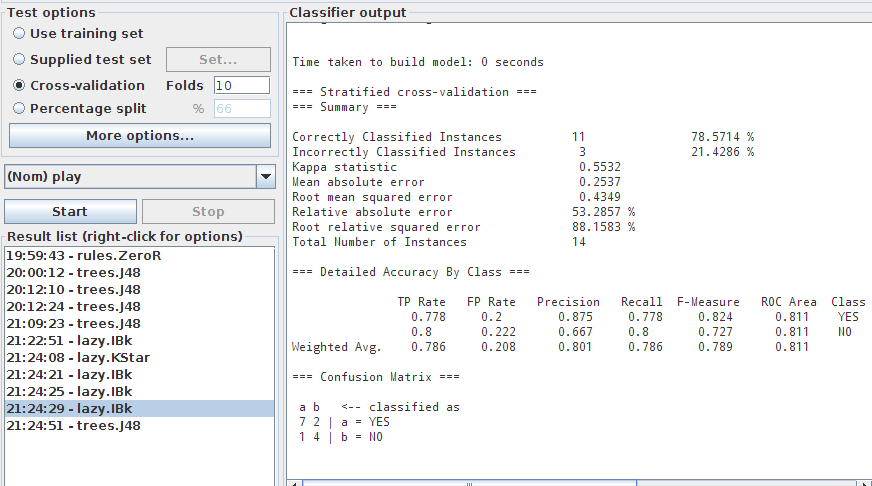 Test options
Use training set
Supplied test set Set...
Cross-validation Folds 10
Percentage split % 66
More options...
(Nom) play
Start Stop
Result list (right-click for options)
19:59:43 - rules.ZeroR
20:00:12 - trees.J48
20:12:10 - trees.J48
20:12:24 - trees.J48
21:09:23 - trees.J48
21:22:51 - lazy.IBk
21:24:08 - lazy.KStar
21:24:21 - lazy.IBk
21:24:25 - lazy.IBk
21:24:29 - lazy.IBk
21:24:51 - trees.J48
Classifier output
Time taken to build model: 0 seconds
=== Stratified cross-validation ===
=== Summary ===
Correctly Classified Instances 11 78.5714 %
Incorrectly Classified Instances 3 21.4286 %
Kappa statistic 0.5532
Mean absolute error 0.2537
Root mean squared error 0.4349
Relative absolute error 53.2857 %
Root relative squared error 88.1583 %
Total Number of Instances 14
=== Detailed Accuracy By Class ===
TP Rate FP Rate Precision Recall F-Measure ROC Area Class
0.778 0.2 0.875 0.778 0.824 0.811 YES
0.8 0.222 0.667 0.8 0.727 0.811 NO
Weighted Avg. 0.786 0.208 0.801 0.786 0.789 0.811
=== Confusion Matrix ===
a b <-- classified as
7 2 | a = YES
1 4 | b = NO